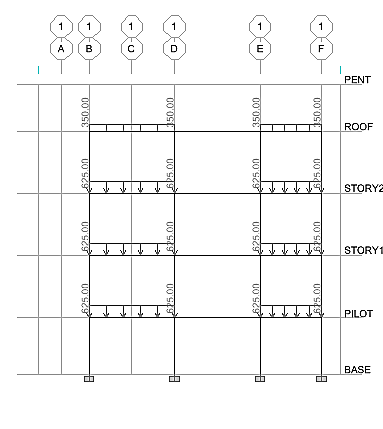 1 1 1 1 1 1
A B C D E F
PENT
350.00 350.00 350.00 350.00
ROOF
625.00 625.00 625.00 625.00
STORY2
625.00 625.00 625.00 625.00
STORY1
625.00 625.00 625.00 625.00
PILOT
BASE